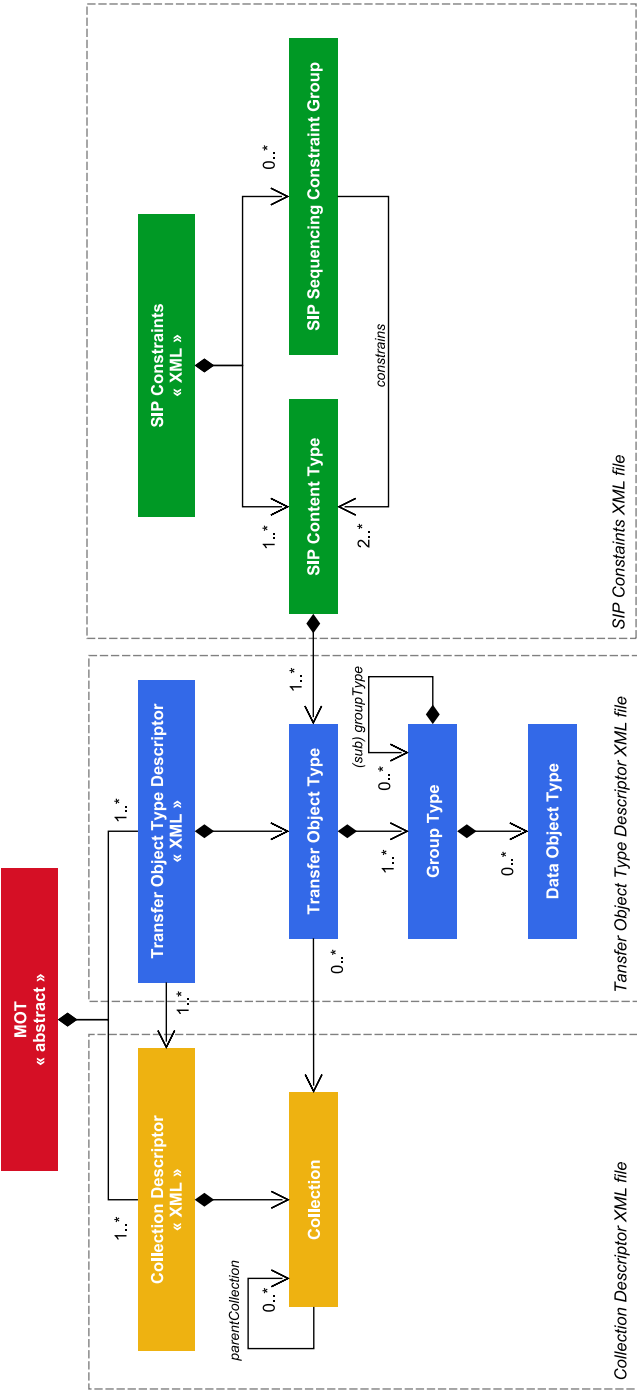 MOT
« abstract »
1..*
1..*
Collection Descriptor
« XML »
1..*
Transfer Object Type Descriptor
« XML »
SIP Constraints
« XML »
parentCollection
0..*
Collection
0..*
Transfer Object Type
1..*
1..*
SIP Content Type
0..*
SIP Sequencing Constraint Group
2..*
constrains
(sub) groupType
0..*
1..*
Group Type
0..*
Data Object Type
Collection Descriptor XML file
Tansfer Object Type Descriptor XML file
SIP Constaints XML file